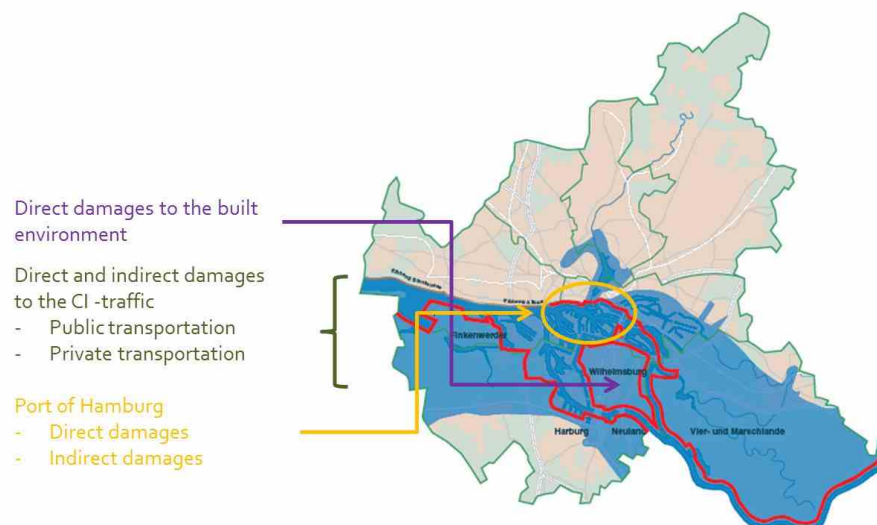 Direct damages to the built
environment
Direct and indirect damages
to the CI -traffic
- Public transportation
- Private transportation
Port of Hamburg
- Direct damages
- Indirect damages
Finkenwerder
Wilhelmsburg
Harburg
Neuland
Vier- und Marschlande